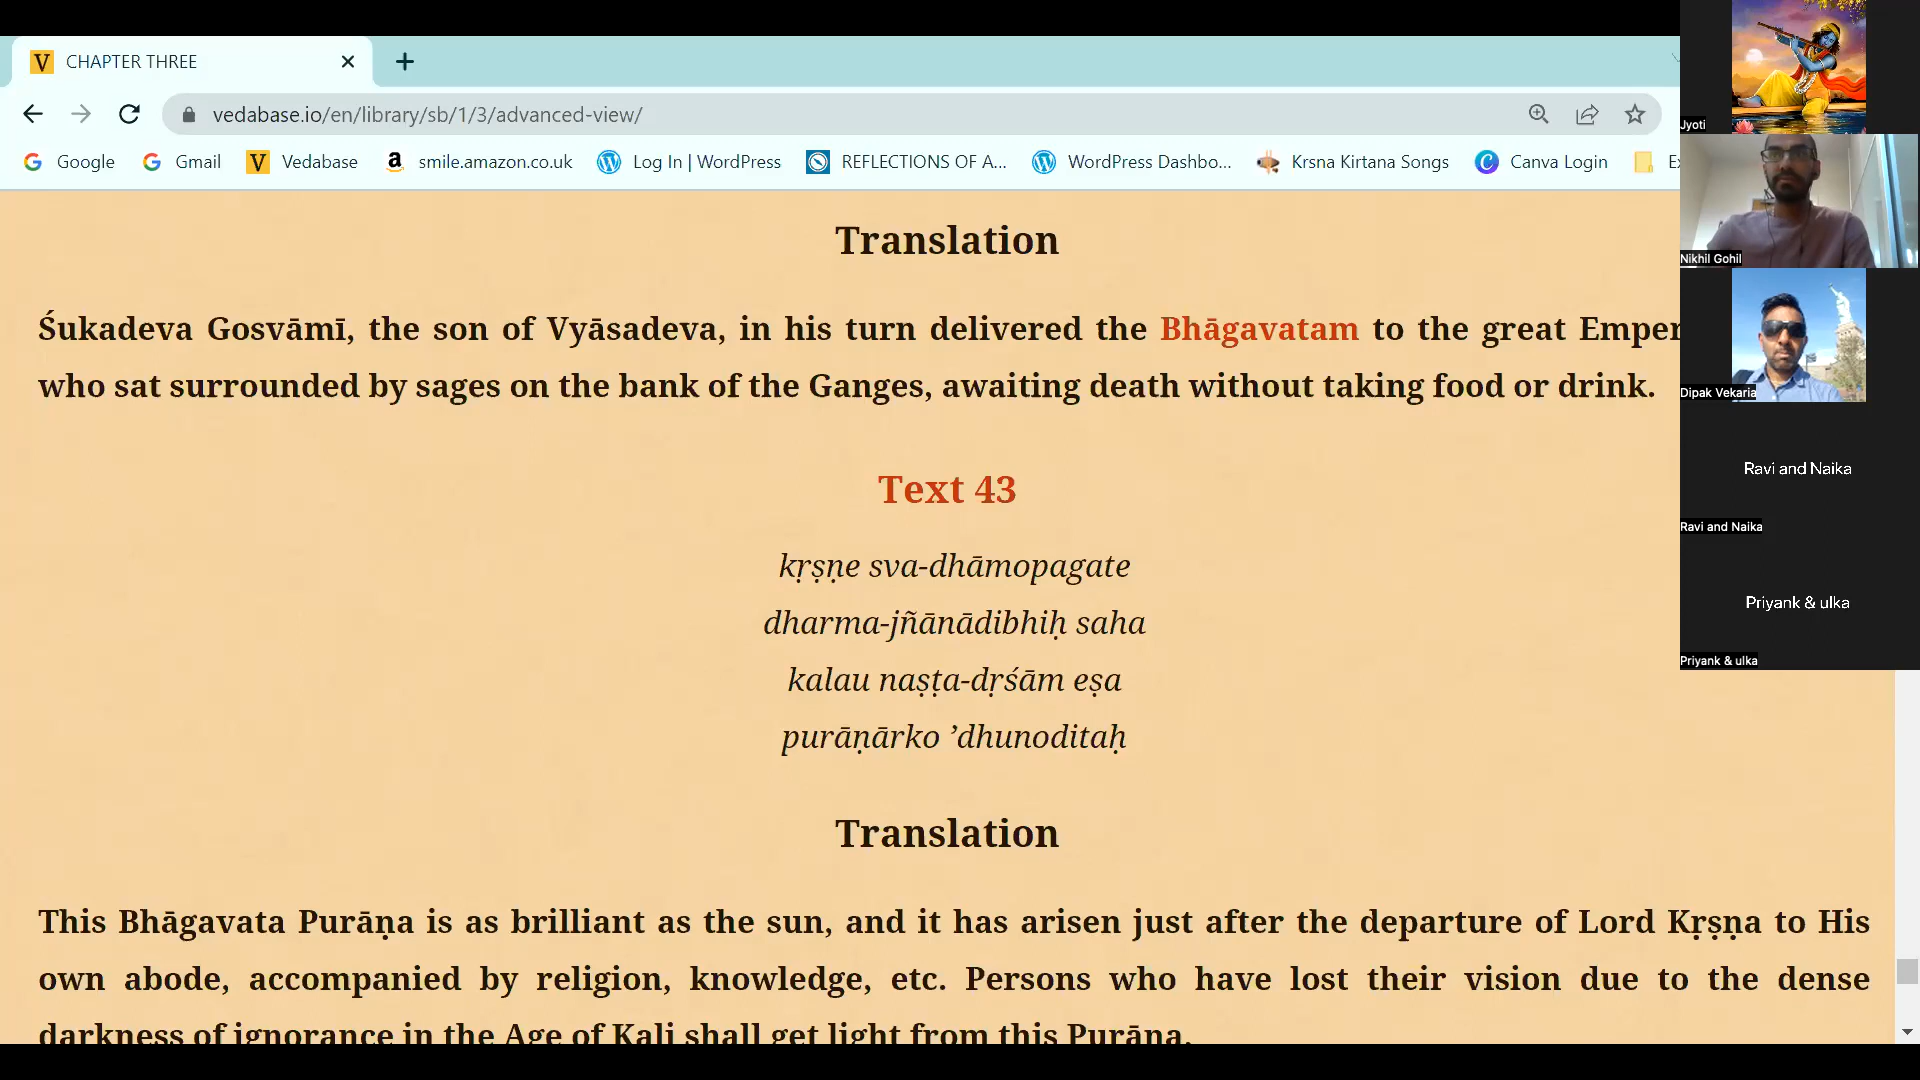 CHAPTER THREE
vedabase.io/en/library/sb/1/3/advanced-view/
Google Gmail Vedabase smile.amazon.co.uk Log In | WordPress REFLECTIONS OF A... WordPress Dashbo... Krsna Kirtana Songs Canva Login
Translation
Śukadeva Gosvāmī, the son of Vyāsadeva, in his turn delivered the Bhāgavatam to the great
who sat surrounded by sages on the bank of the Ganges, awaiting death without taking food or drink.
Text 43
kṛṣṇe sva-dhāmopagate
dharma-jñānādibhiḥ saha
kalau naṣṭa-dṛśām eṣa
purāṇārko ’dhunoditaḥ
Translation
This Bhāgavata Purāṇa is as brilliant as the sun, and it has arisen just after the departure of Lord Kṛṣṇa to His
own abode, accompanied by religion, knowledge, etc. Persons who have lost their vision due to the dense
darkness of ignorance in the Age of Kali shall get light from this Purāṇa.
Jyoti
Nikhil Gohil
Dipak Vekaria
Ravi and Naika
Ravi and Naika
Priyank & ulka
Priyank & ulka